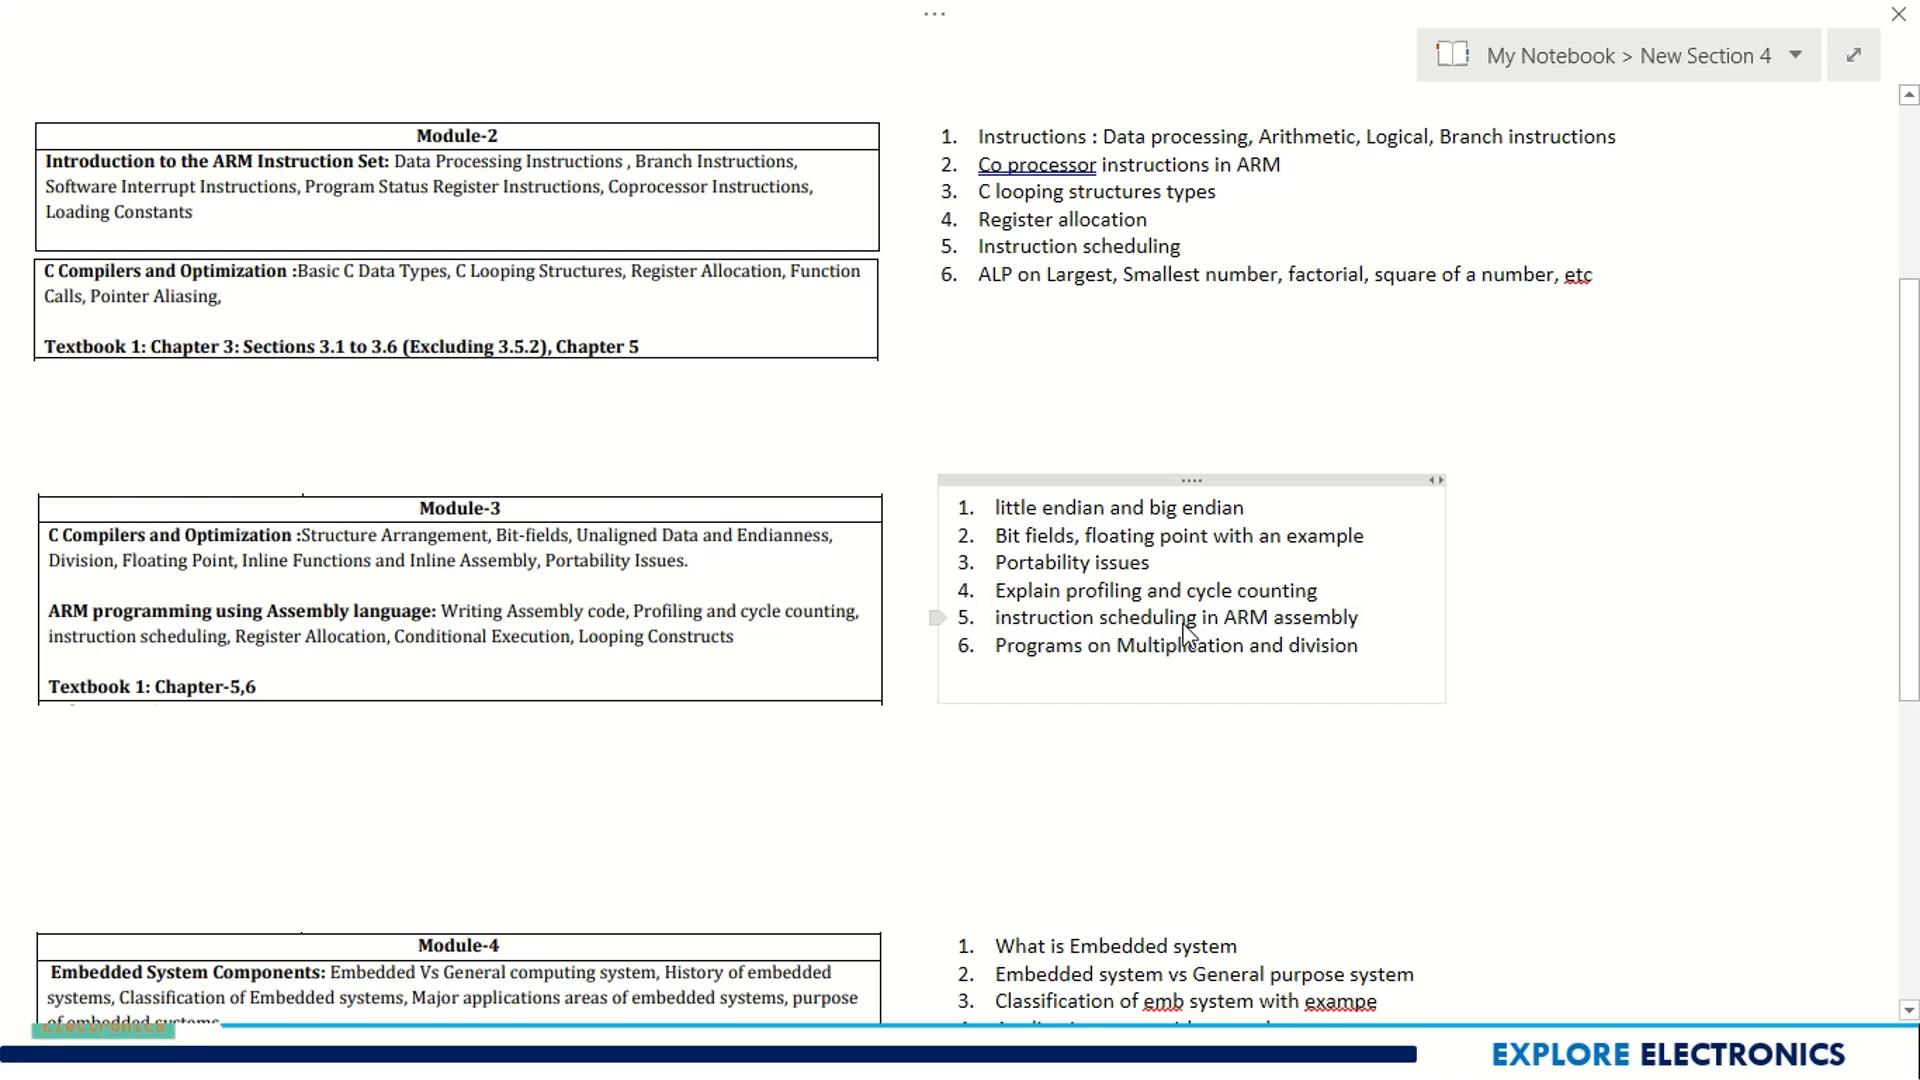 My Notebook > New Section 4
Module-2
Introduction to the ARM Instruction Set: Data Processing Instructions , Branch Instructions,
Software Interrupt Instructions, Program Status Register Instructions, Coprocessor Instructions,
Loading Constants
C Compilers and Optimization :Basic C Data Types, C Looping Structures, Register Allocation, Function
Calls, Pointer Aliasing,
Textbook 1: Chapter 3: Sections 3.1 to 3.6 (Excluding 3.5.2), Chapter 5
1. Instructions : Data processing, Arithmetic, Logical, Branch instructions
2. Co processor instructions in ARM
3. C looping structures types
4. Register allocation
5. Instruction scheduling
6. ALP on Largest, Smallest number, factorial, square of a number, etc
Module-3
C Compilers and Optimization :Structure Arrangement, Bit-fields, Unaligned Data and Endianness,
Division, Floating Point, Inline Functions and Inline Assembly, Portability Issues.
ARM programming using Assembly language: Writing Assembly code, Profiling and cycle counting,
instruction scheduling, Register Allocation, Conditional Execution, Looping Constructs
Textbook 1: Chapter-5,6
1. little endian and big endian
2. Bit fields, floating point with an example
3. Portability issues
4. Explain profiling and cycle counting
5. instruction scheduling in ARM assembly
6. Programs on Multiplication and division
Module-4
Embedded System Components: Embedded Vs General computing system, History of embedded
systems, Classification of Embedded systems, Major applications areas of embedded systems, purpose
of embedded systems
1. What is Embedded system
2. Embedded system vs General purpose system
3. Classification of emb system with exampe
electronics
EXPLORE ELECTRONICS